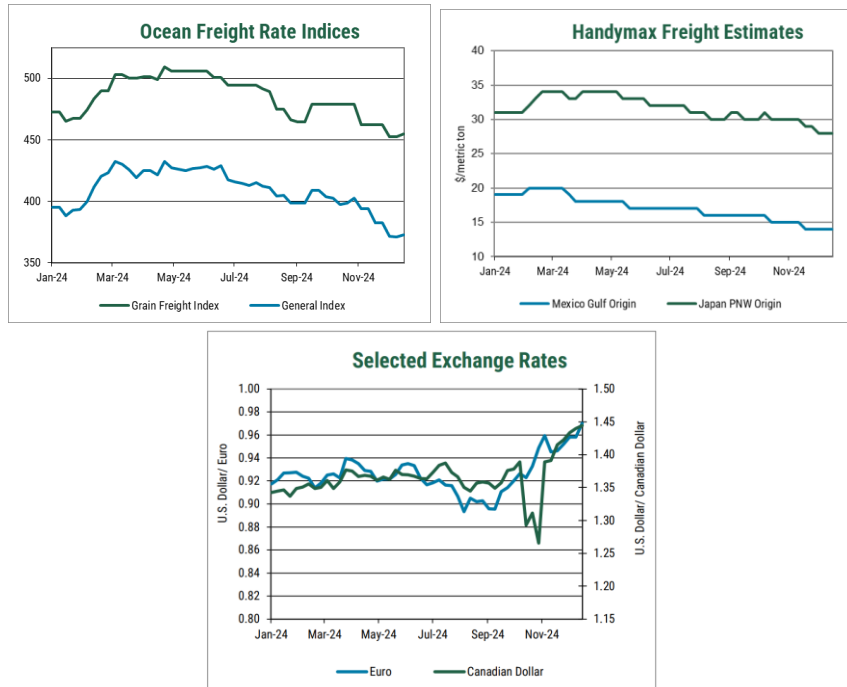 Ocean Freight Rate Indices
500
450
400
350
Jan-24 Mar-24 May-24 Jul-24 Sep-24 Nov-24
Grain Freight Index General Index
Handymax Freight Estimates
$/metric ton
40
35
30
25
20
15
10
Jan-24 Mar-24 May-24 Jul-24 Sep-24 Nov-24
Mexico Gulf Origin Japan PNW Origin
Selected Exchange Rates
U.S. Dollar/ Euro
1.00
0.98
0.96
0.94
0.92
0.90
0.88
0.86
0.84
0.82
0.80
1.50
1.45
1.40
1.35
1.30
1.25
1.20
1.15
U.S. Dollar/ Canadian Dollar
Jan-24 Mar-24 May-24 Jul-24 Sep-24 Nov-24
Euro Canadian Dollar